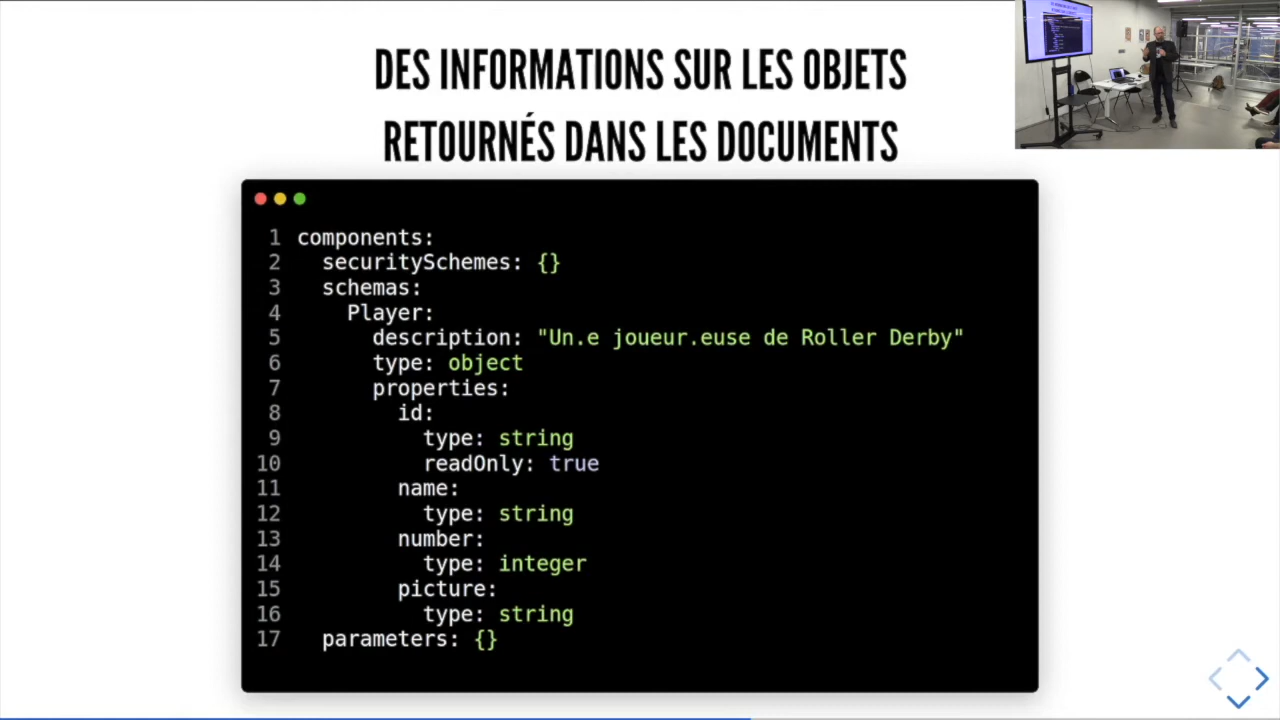 DES INFORMATIONS SUR LES OBJETS
RETOURNÉS DANS LES DOCUMENTS
1 components:
2   securitySchemes: {}
3   schemas:
4     Player:
5       description: "Un.e joueur.euse de Roller Derby"
6       type: object
7       properties:
8         id:
9           type: string
10           readOnly: true
11         name:
12           type: string
13         number:
14           type: integer
15         picture:
16           type: string
17   parameters: {}